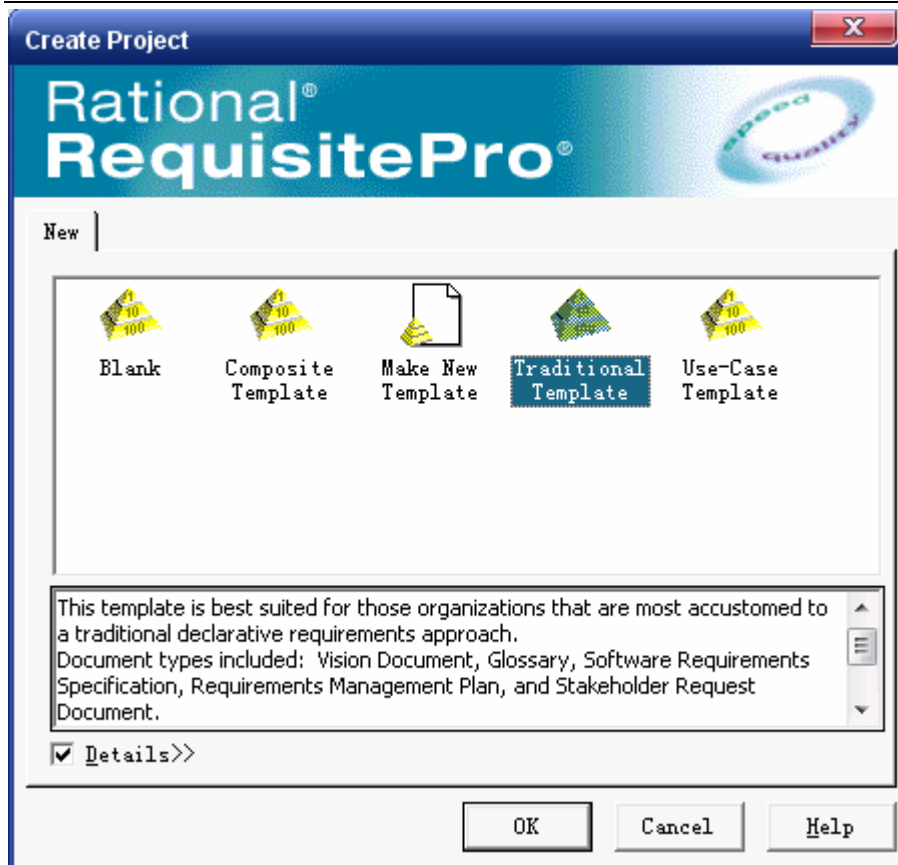 Create Project
Rational®
RequisitePro®
speed
quality
New
Blank
Composite
Template
Make New
Template
Traditional
Template
Use-Case
Template
This template is best suited for those organizations that are most accustomed to
a traditional declarative requirements approach.
Document types included:  Vision Document, Glossary, Software Requirements
Specification, Requirements Management Plan, and Stakeholder Request
Document.
Details>>
OK
Cancel
Help